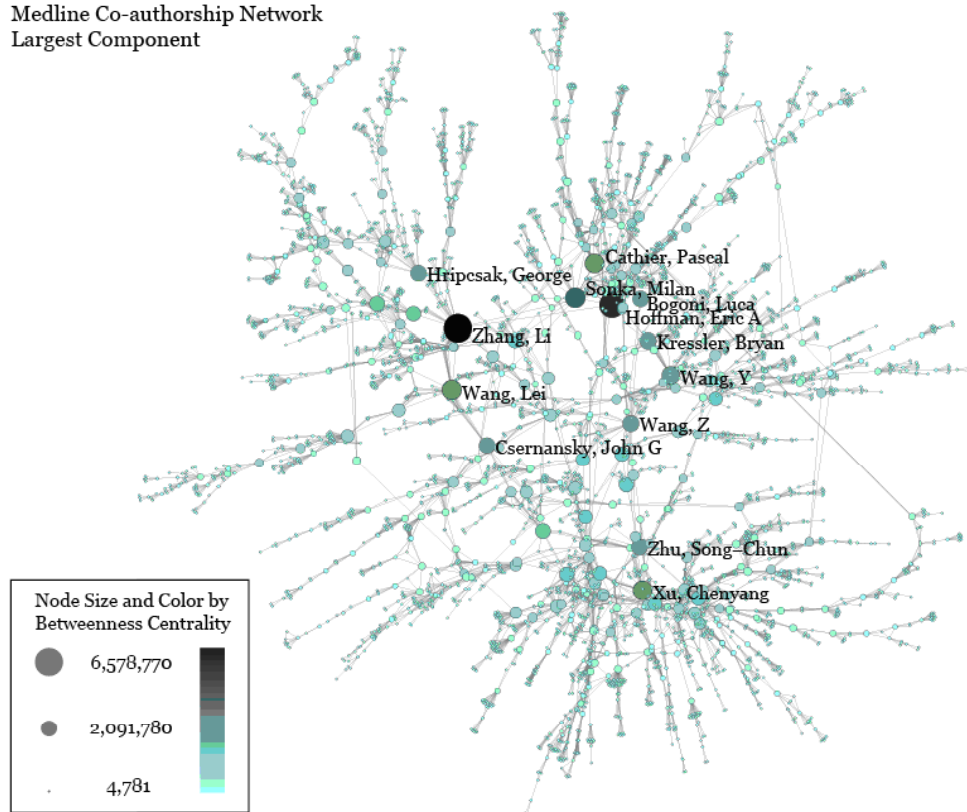 Medline Co-authorship Network
Largest Component
Cathier, Pascal
Hripcsak, George
Sonka, Milan
Bogoni, Luca
Hoffman, Eric A
Zhang, Li
Kressler, Bryan
Wang, Y
Wang, Lei
Wang, Z
Csernansky, John G
Zhu, Song-Chun
Xu, Chenyang
Node Size and Color by
Betweenness Centrality
6,578,770
2,091,780
4,781